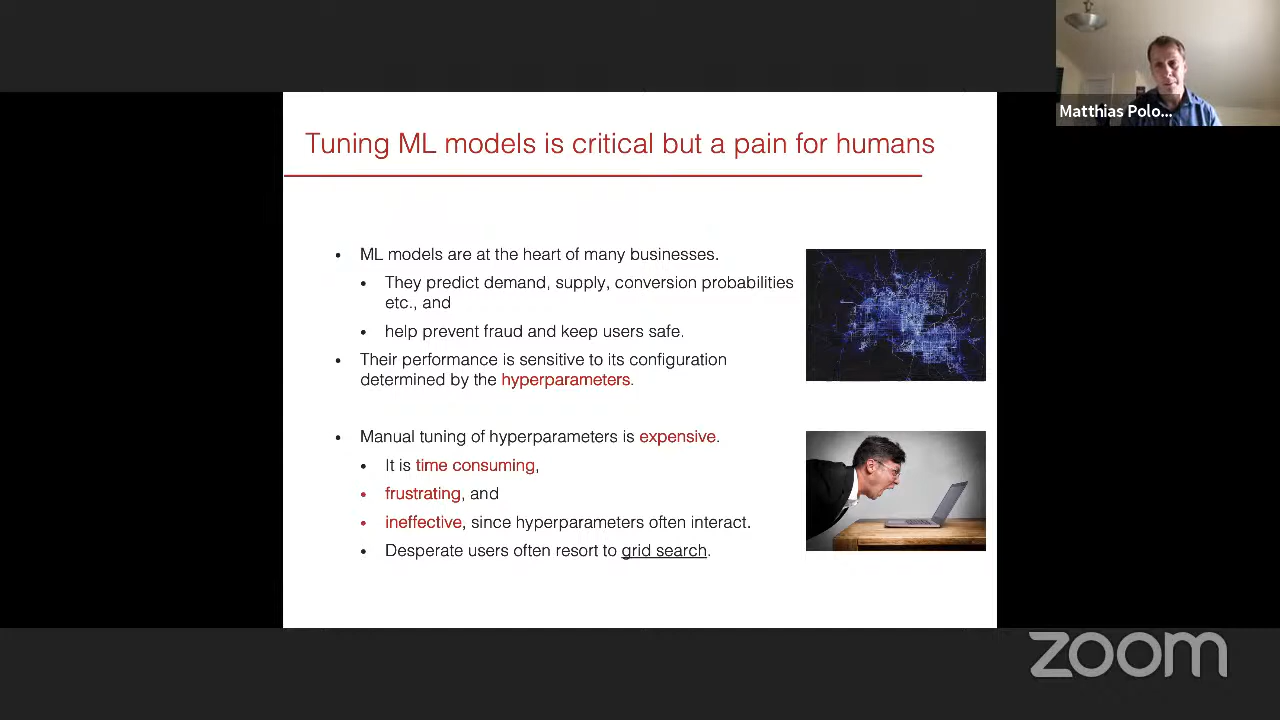 Matthias Polo...
Tuning ML models is critical but a pain for humans
• ML models are at the heart of many businesses.
• They predict demand, supply, conversion probabilities
etc., and
• help prevent fraud and keep users safe.
• Their performance is sensitive to its configuration
determined by the hyperparameters.
• Manual tuning of hyperparameters is expensive.
• It is time consuming,
• frustrating, and
• ineffective, since hyperparameters often interact.
• Desperate users often resort to grid search.
zoom